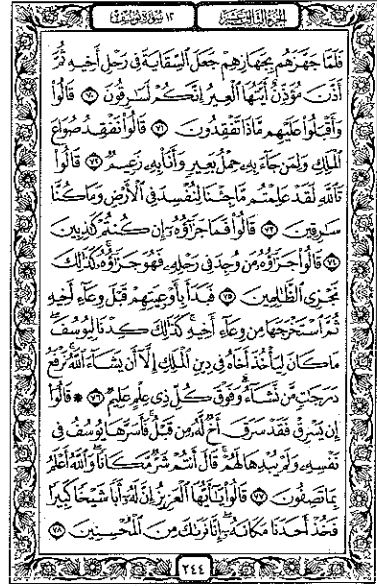 الجزء الثالث عشر
١٢ سورة يوسف
فَلَمَّا جَهَّزَهُم بِجَهَازِهِمْ جَعَلَ السِّقَايَةَ فِي رَحْلِ أَخِيهِ ثُمَّ
أَذَّنَ مُؤَذِّنٌ أَيَّتُهَا الْعِيرُ إِنَّكُمْ لَسَارِقُونَ ٧٠ قَالُوا
وَأَقْبَلُوا عَلَيْهِم مَّاذَا تَفْقِدُونَ ٧١ قَالُوا نَفْقِدُ صُوَاعَ
الْمَلِكِ وَلِمَن جَاءَ بِهِ حِمْلُ بَعِيرٍ وَأَنَا بِهِ زَعِيمٌ ٧٢ قَالُوا
تَاللَّهِ لَقَدْ عَلِمْتُم مَّا جِئْنَا لِنُفْسِدَ فِي الْأَرْضِ وَمَا كُنَّا
سَارِقِينَ ٧٣ قَالُوا فَمَا جَزَاؤُهُ إِن كُنتُمْ كَاذِبِينَ
٧٤ قَالُوا جَزَاؤُهُ مَن وُجِدَ فِي رَحْلِهِ فَهُوَ جَزَاؤُهُ كَذَٰلِكَ
نَجْزِي الظَّالِمِينَ ٧٥ فَبَدَأَ بِأَوْعِيَتِهِمْ قَبْلَ وِعَاءِ أَخِيهِ
ثُمَّ اسْتَخْرَجَهَا مِن وِعَاءِ أَخِيهِ كَذَٰلِكَ كِدْنَا لِيُوسُفَ
مَا كَانَ لِيَأْخُذَ أَخَاهُ فِي دِينِ الْمَلِكِ إِلَّا أَن يَشَاءَ اللَّهُ نَرْفَعُ
دَرَجَاتٍ مَّن نَّشَاءُ وَفَوْقَ كُلِّ ذِي عِلْمٍ عَلِيمٌ ٧٦ ۞ قَالُوا
إِن يَسْرِقْ فَقَدْ سَرَقَ أَخٌ لَّهُ مِن قَبْلُ فَأَسَرَّهَا يُوسُفُ فِي
نَفْسِهِ وَلَمْ يُبْدِهَا لَهُمْ قَالَ أَنتُمْ شَرٌّ مَّكَانًا وَاللَّهُ أَعْلَمُ
بِمَا تَصِفُونَ ٧٧ قَالُوا يَا أَيُّهَا الْعَزِيزُ إِنَّ لَهُ أَبًا شَيْخًا كَبِيرًا
فَخُذْ أَحَدَنَا مَكَانَهُ إِنَّا نَرَاكَ مِنَ الْمُحْسِنِينَ ٧٨
٢٤٤